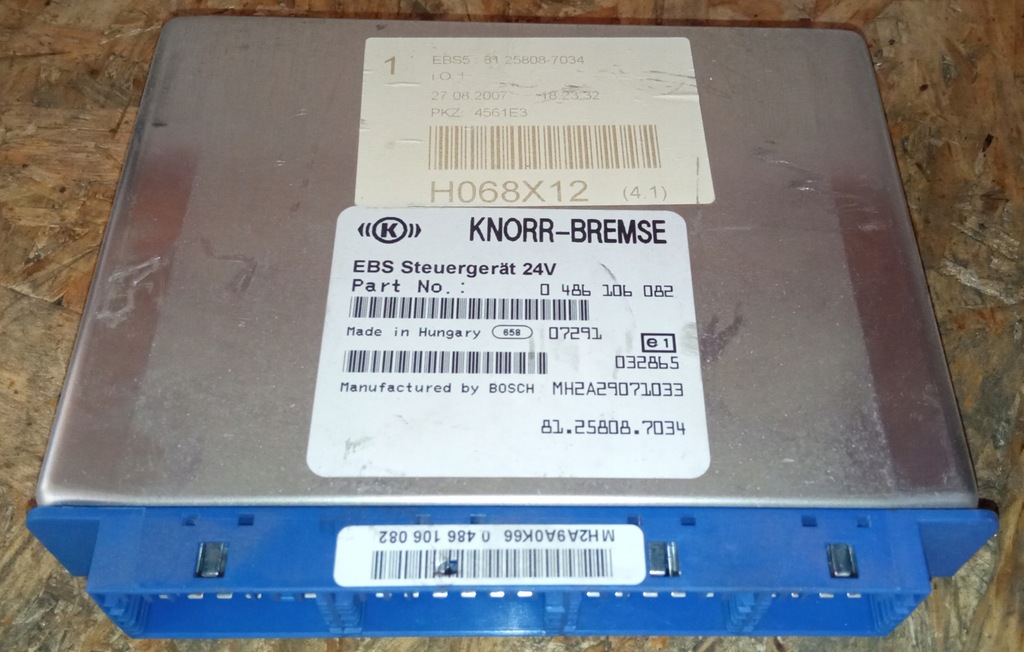 1
EBS5 : 81.25808-7034
i.O. !
27.08.2007 18:23:32
PKZ: 4561E3
H068X12 (4.1)
((K)) KNORR-BREMSE
EBS Steuergerät 24V
Part No.: 0 486 106 082
Made in Hungary 658 07291
e1
032865
Manufactured by BOSCH MH2A29071033
81.25808.7034
MH2A9A0K66 0 486 106 082